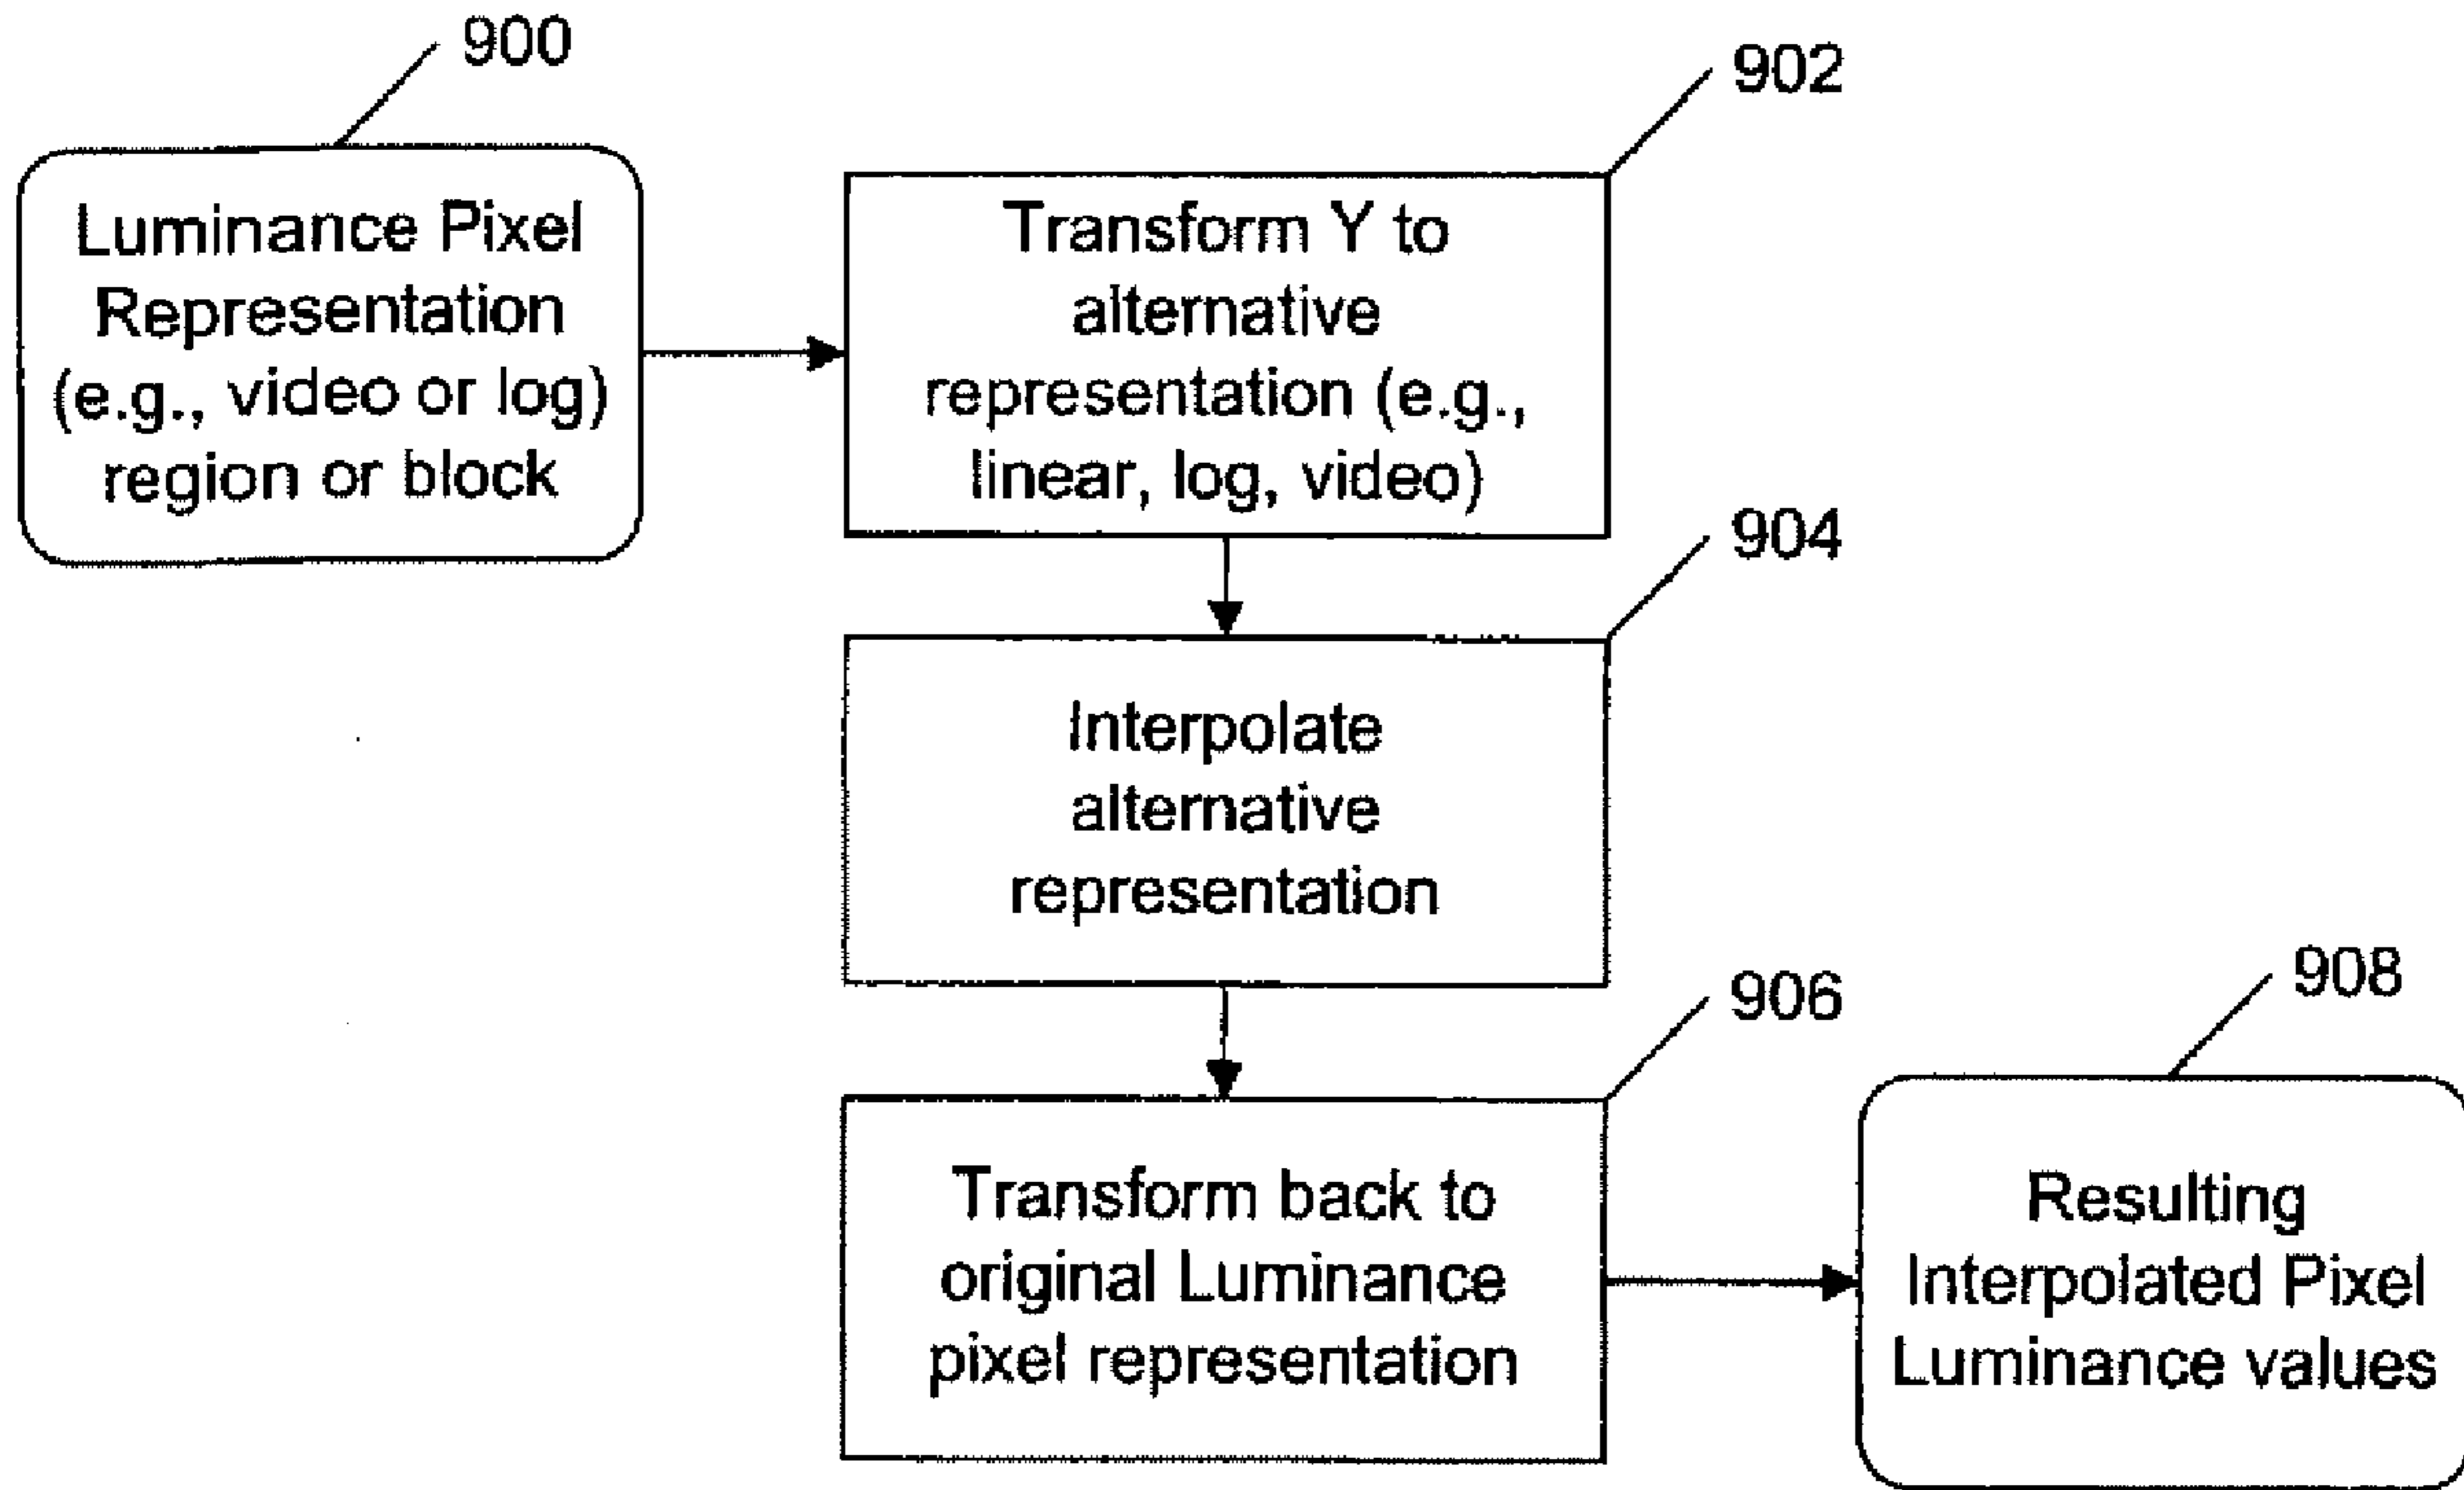 900
Luminance Pixel
Representation
(e.g., video or log)
region or block
902
Transform Y to
alternative
representation (e.g.,
linear, log, video)
904
Interpolate
alternative
representation
906
Transform back to
original Luminance
pixel representation
908
Resulting
Interpolated Pixel
Luminance values